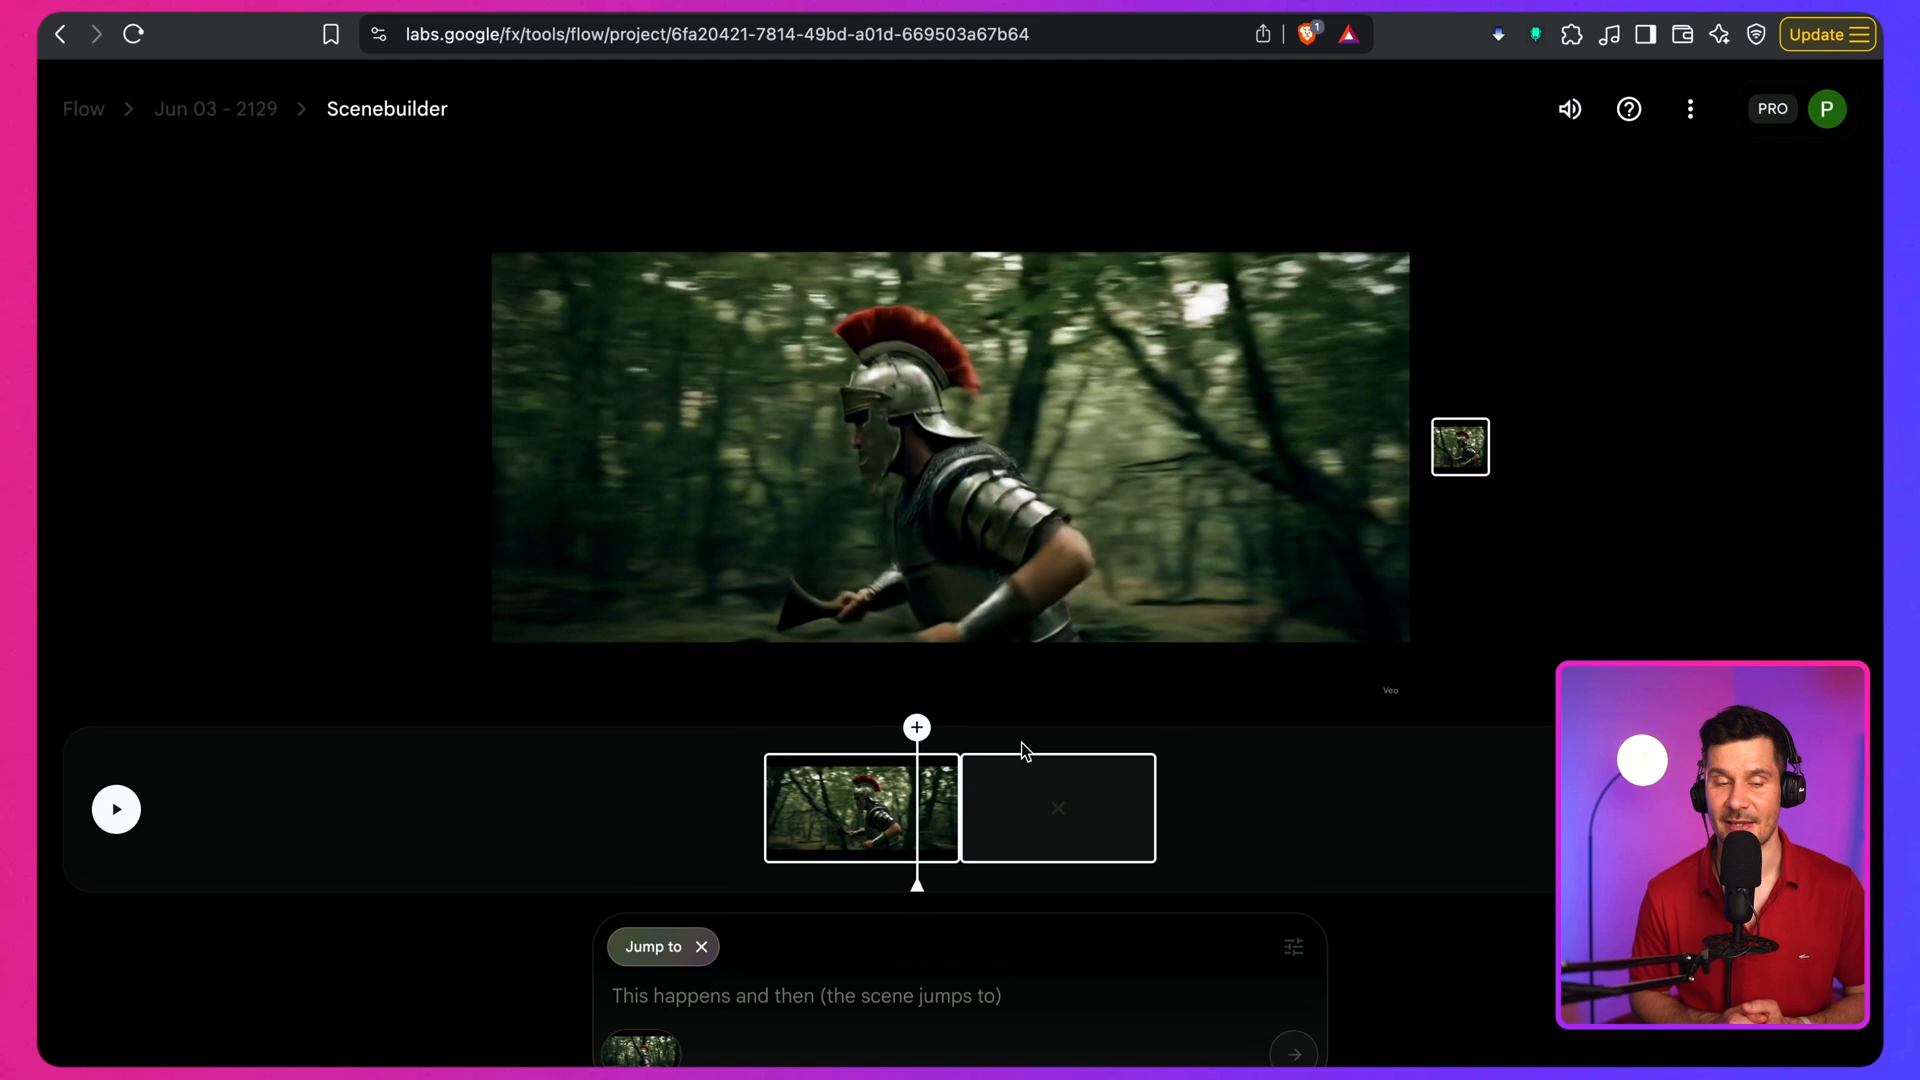 labs.google/fx/tools/flow/project/6fa20421-7814-49bd-a01d-669503a67b64
1
Update
Flow > Jun 03 - 2129 > Scenebuilder
PRO
P
Veo
Jump to
This happens and then (the scene jumps to)